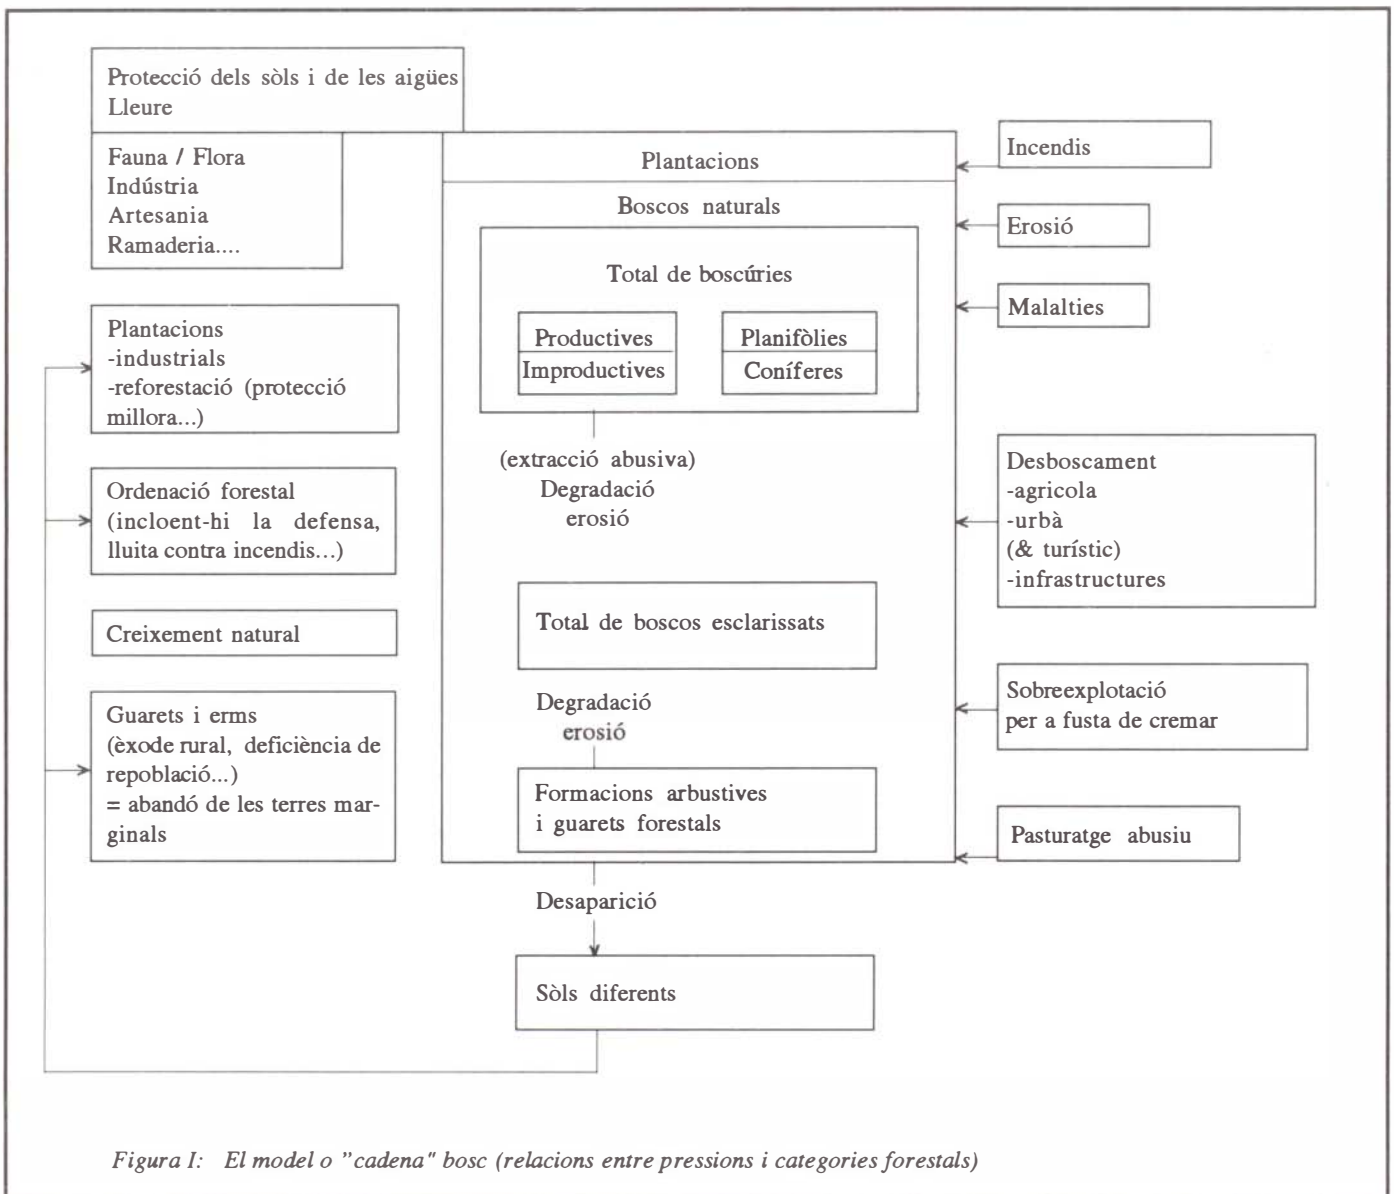 Protecció dels sòls i de les aigües
Lleure
Fauna / Flora
Indústria
Artesania
Ramaderia....
Plantacions
-industrials
-reforestació (protecció
millora...)
Ordenació forestal
(incloent-hi la defensa,
lluita contra incendis...)
Creixement natural
Guarets i erms
(èxode rural, deficiència de
repoblació...)
= abandó de les terres mar-
ginals
Plantacions
Boscos naturals
Total de boscúries
Productives
Improductives
Planifòlies
Coníferes
(extracció abusiva)
Degradació
erosió
Total de boscos esclarissats
Degradació
erosió
Formacions arbustives
i guarets forestals
Desaparició
Sòls diferents
Incendis
Erosió
Malalties
Desboscament
-agricola
-urbà
(& turístic)
-infrastructures
Sobreexplotació
per a fusta de cremar
Pasturatge abusiu
Figura I: El model o "cadena" bosc (relacions entre pressions i categories forestals)